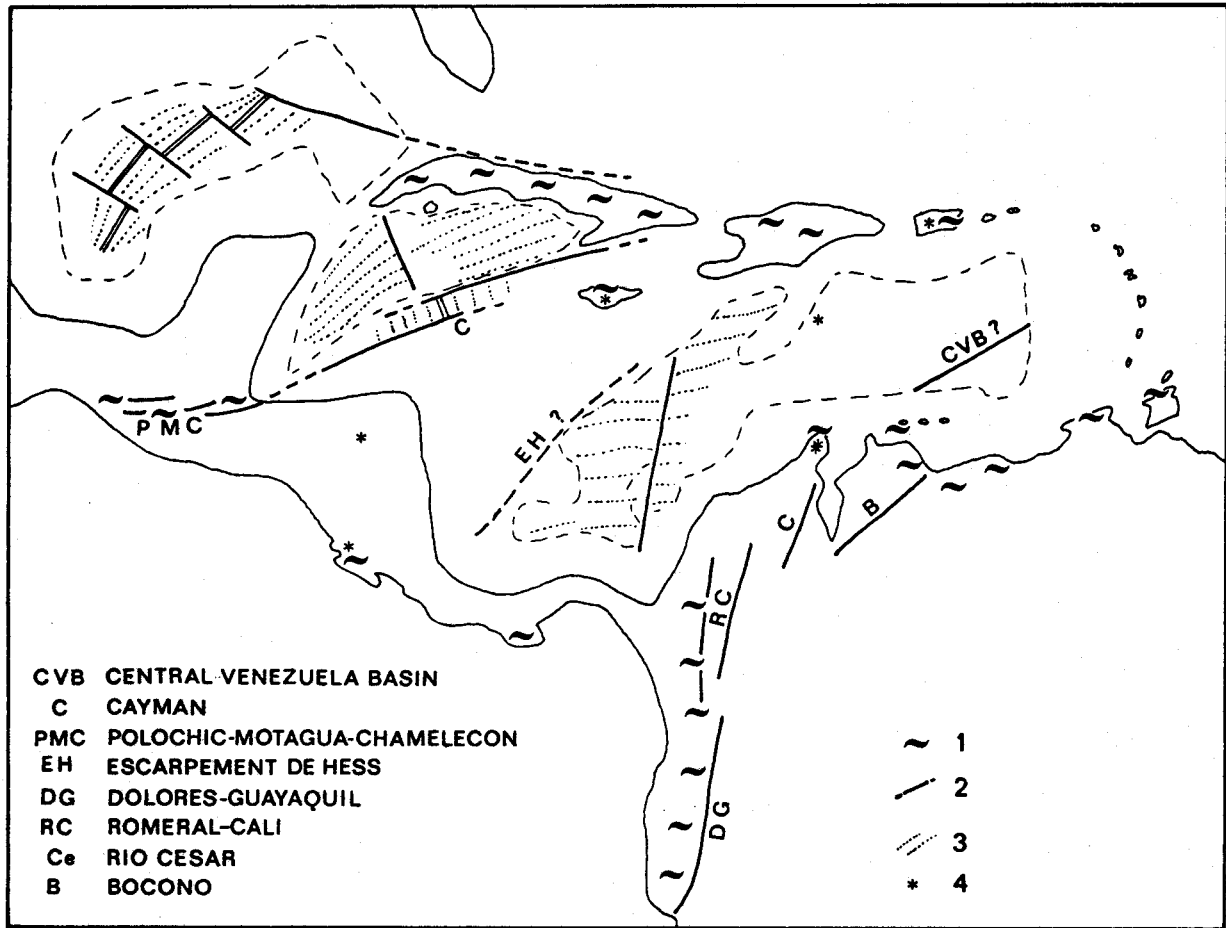 C
CVB ?
P M C
EH ?
C
B
RC
DG
CVB CENTRAL VENEZUELA BASIN
C CAYMAN
PMC POLOCHIC-MOTAGUA-CHAMELECON
EH ESCARPEMENT DE HESS
DG DOLORES-GUAYAQUIL
RC ROMERAL-CALI
Ce RIO CESAR
B BOCONO
1
2
3
* 4